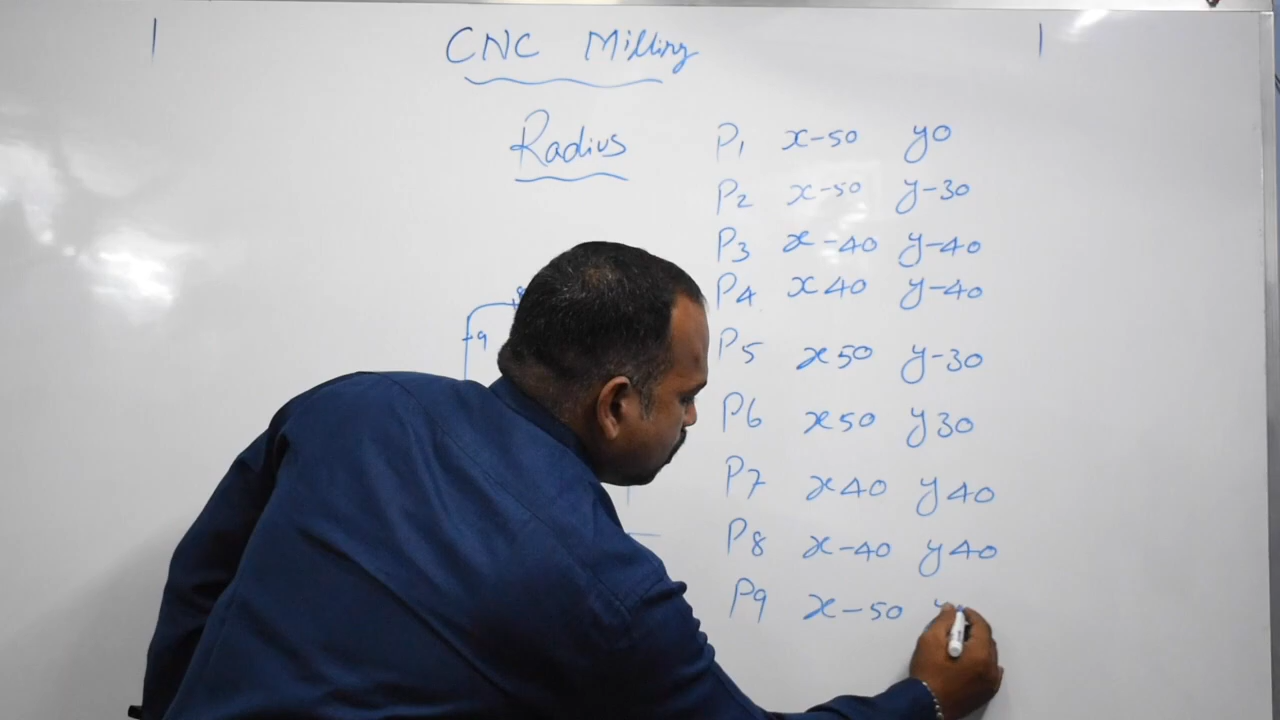 CNC Milling
Radius
P1 x-50 y0
P2 x-50 y-30
P3 x-40 y-40
P4 x40 y-40
P5 x50 y-30
P6 x50 y30
P7 x40 y40
P8 x-40 y40
P9 x-50 y
9